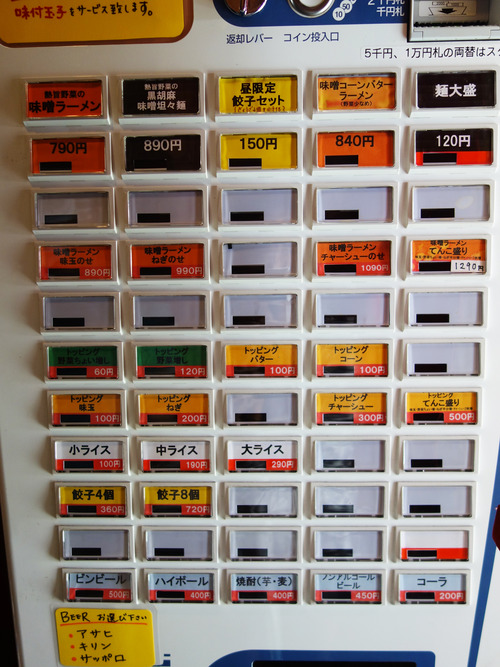 味付玉子をサービス致します。
10
50
千円札
返却レバー コイン投入口
5千円、1万円札の両替はスタ
熟旨野菜の
味噌ラーメン
熟旨野菜の
黒胡麻
味噌坦々麺
昼限定
餃子セット
味噌コーンバター
ラーメン
(野菜少なめ)
麺大盛
790円
890円
150円
840円
120円
味噌ラーメン
味玉のせ
890円
味噌ラーメン
ねぎのせ
990円
味噌ラーメン
チャーシューのせ
1090円
味噌ラーメン
てんこ盛り
1290円
トッピング
野菜ちょい増し
60円
トッピング
野菜増し
120円
トッピング
バター
100円
トッピング
コーン
100円
トッピング
味玉
100円
トッピング
ねぎ
200円
トッピング
チャーシュー
300円
トッピング
てんこ盛り
500円
小ライス
100円
中ライス
190円
大ライス
290円
餃子4個
360円
餃子8個
720円
ビンビール
500円
ハイボール
400円
焼酎(芋・麦)
400円
ノンアルコール
ビール
450円
コーラ
200円
BEER お選び下さい
・アサヒ
・キリン
・サッポロ